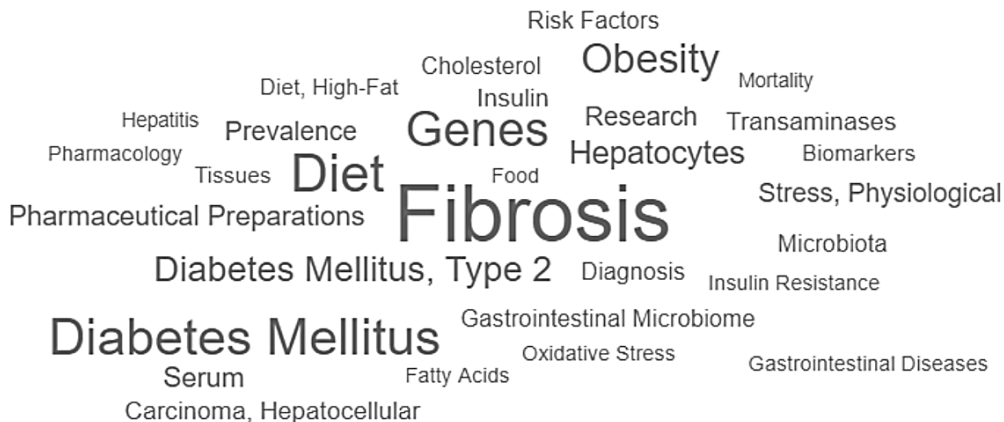 Risk Factors
Obesity
Cholesterol
Mortality
Diet, High-Fat
Insulin
Research
Hepatitis
Prevalence
Genes
Transaminases
Pharmacology
Hepatocytes
Biomarkers
Tissues
Diet
Food
Stress, Physiological
Pharmaceutical Preparations
Fibrosis
Microbiota
Diabetes Mellitus, Type 2
Diagnosis
Insulin Resistance
Gastrointestinal Microbiome
Diabetes Mellitus
Oxidative Stress
Gastrointestinal Diseases
Serum
Fatty Acids
Carcinoma, Hepatocellular